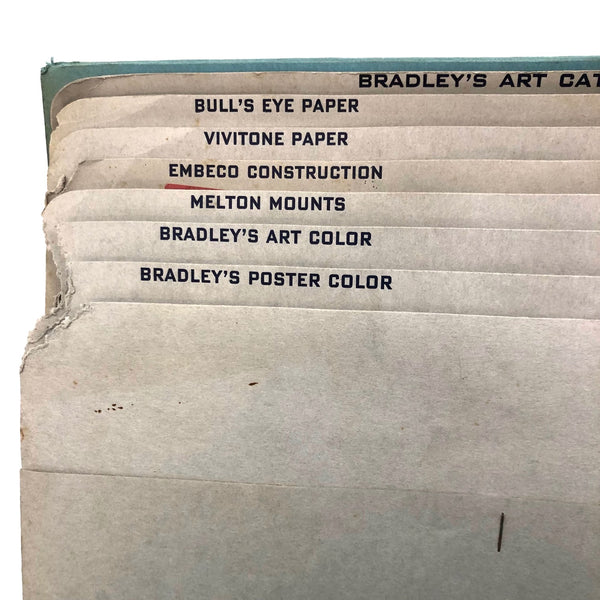 BRADLEY'S ART CAT
BULL'S EYE PAPER
VIVITONE PAPER
EMBECO CONSTRUCTION
MELTON MOUNTS
BRADLEY'S ART COLOR
BRADLEY'S POSTER COLOR